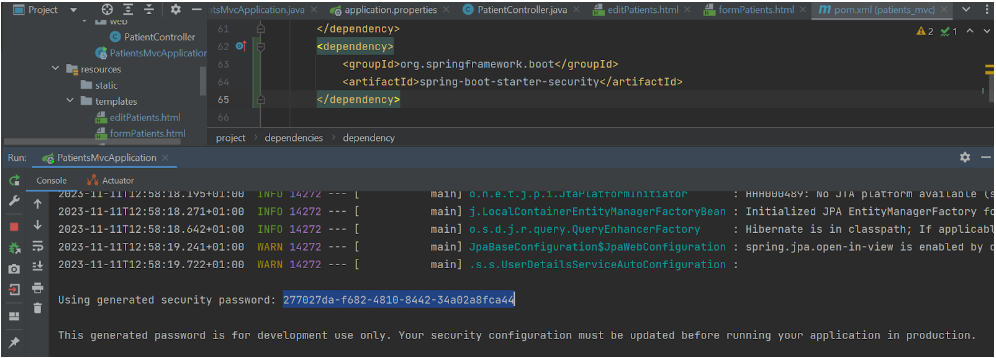 Project
ntsMvcApplication.java
application.properties
PatientController.java
editPatients.html
formPatients.html
pom.xml (patients_mvc)
web
PatientController
PatientsMvcApplication
resources
static
templates
editPatients.html
formPatients.html
2 1
61 </dependency>
62 <dependency>
63 <groupId>org.springframework.boot</groupId>
64 <artifactId>spring-boot-starter-security</artifactId>
65 </dependency>
66
project > dependencies > dependency
Run: PatientsMvcApplication
Console Actuator
2023-11-11T12:58:18.195+01:00 INFO 14272 --- [ main] o.h.e.t.j.p.i.JtaPlatformInitiator : HHH000489: No JTA platform available (s
2023-11-11T12:58:18.271+01:00 INFO 14272 --- [ main] j.LocalContainerEntityManagerFactoryBean : Initialized JPA EntityManagerFactory fo
2023-11-11T12:58:18.642+01:00 INFO 14272 --- [ main] o.s.d.j.r.query.QueryEnhancerFactory : Hibernate is in classpath; If applicabl
2023-11-11T12:58:19.241+01:00 WARN 14272 --- [ main] JpaBaseConfiguration$JpaWebConfiguration : spring.jpa.open-in-view is enabled by d
2023-11-11T12:58:19.722+01:00 WARN 14272 --- [ main] .s.s.UserDetailsServiceAutoConfiguration :
Using generated security password: 277027da-f682-4810-8442-34a02a8fca44
This generated password is for development use only. Your security configuration must be updated before running your application in production.